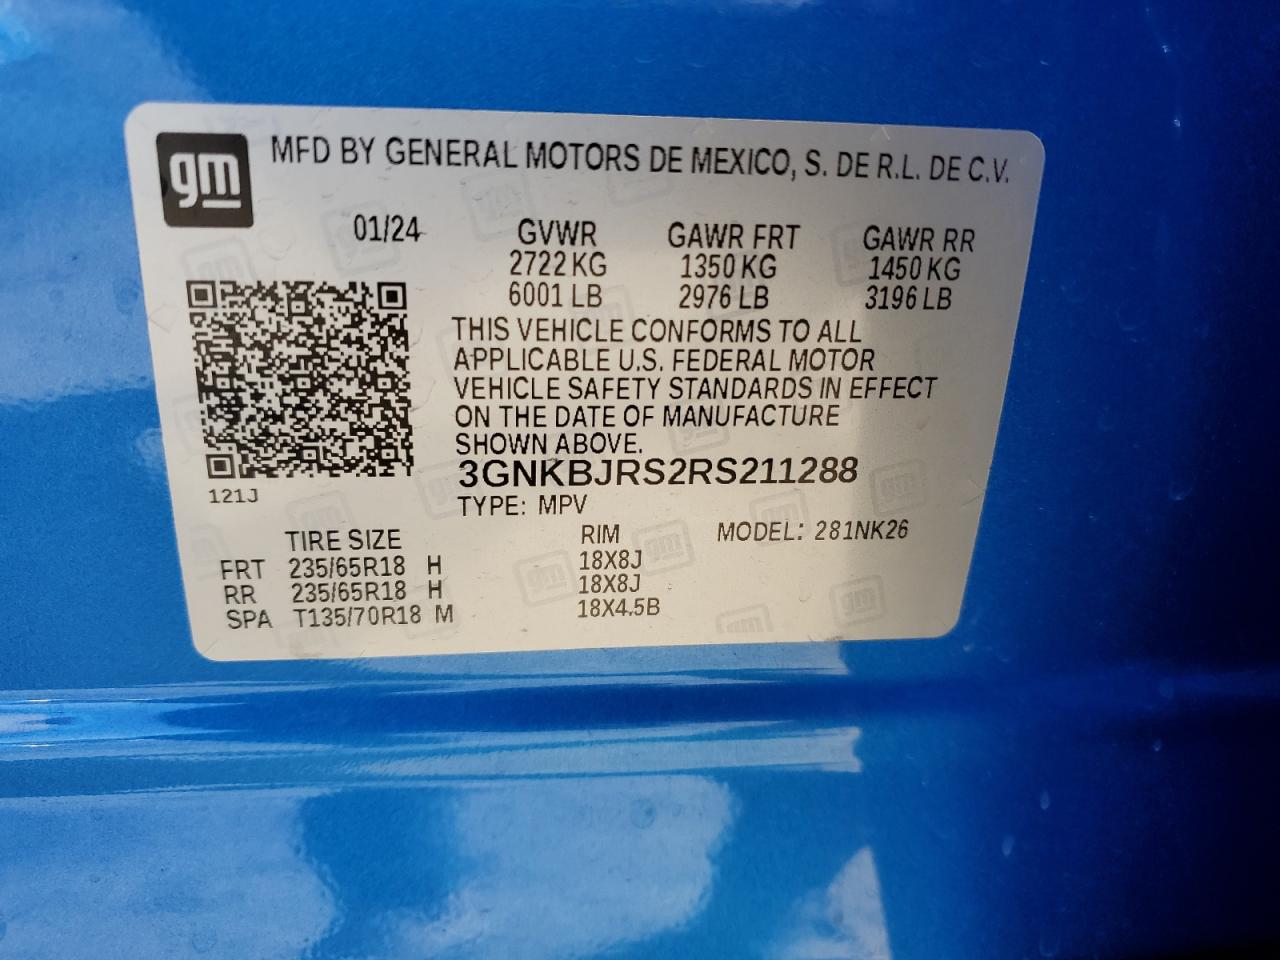 gm MFD BY GENERAL MOTORS DE MEXICO, S. DE R.L. DE C.V.
01/24 GVWR GAWR FRT GAWR RR
2722 KG 1350 KG 1450 KG
6001 LB 2976 LB 3196 LB
THIS VEHICLE CONFORMS TO ALL
APPLICABLE U.S. FEDERAL MOTOR
VEHICLE SAFETY STANDARDS IN EFFECT
ON THE DATE OF MANUFACTURE
SHOWN ABOVE.
3GNKBJRS2RS211288
121J
TYPE: MPV
TIRE SIZE RIM MODEL: 281NK26
FRT 235/65R18 H 18X8J
RR 235/65R18 H 18X8J
SPA T135/70R18 M 18X4.5B